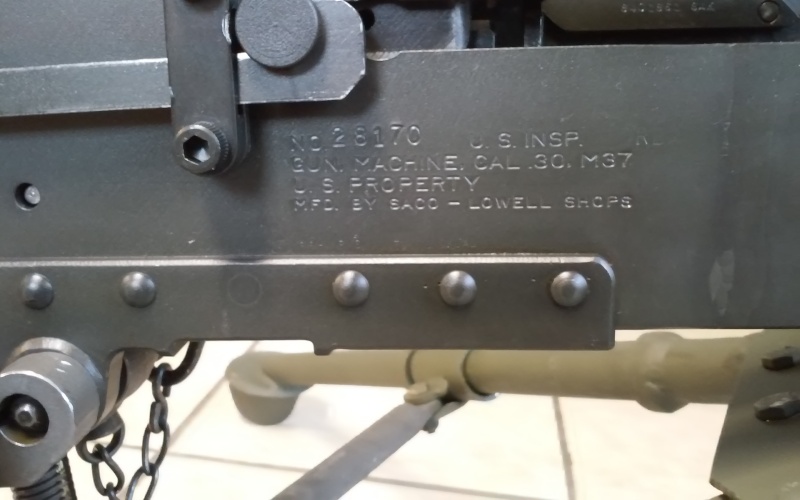 NO. 28170 U. S. INSP.
GUN, MACHINE, CAL .30, M37
U. S. PROPERTY
MFD. BY SACO - LOWELL SHOPS